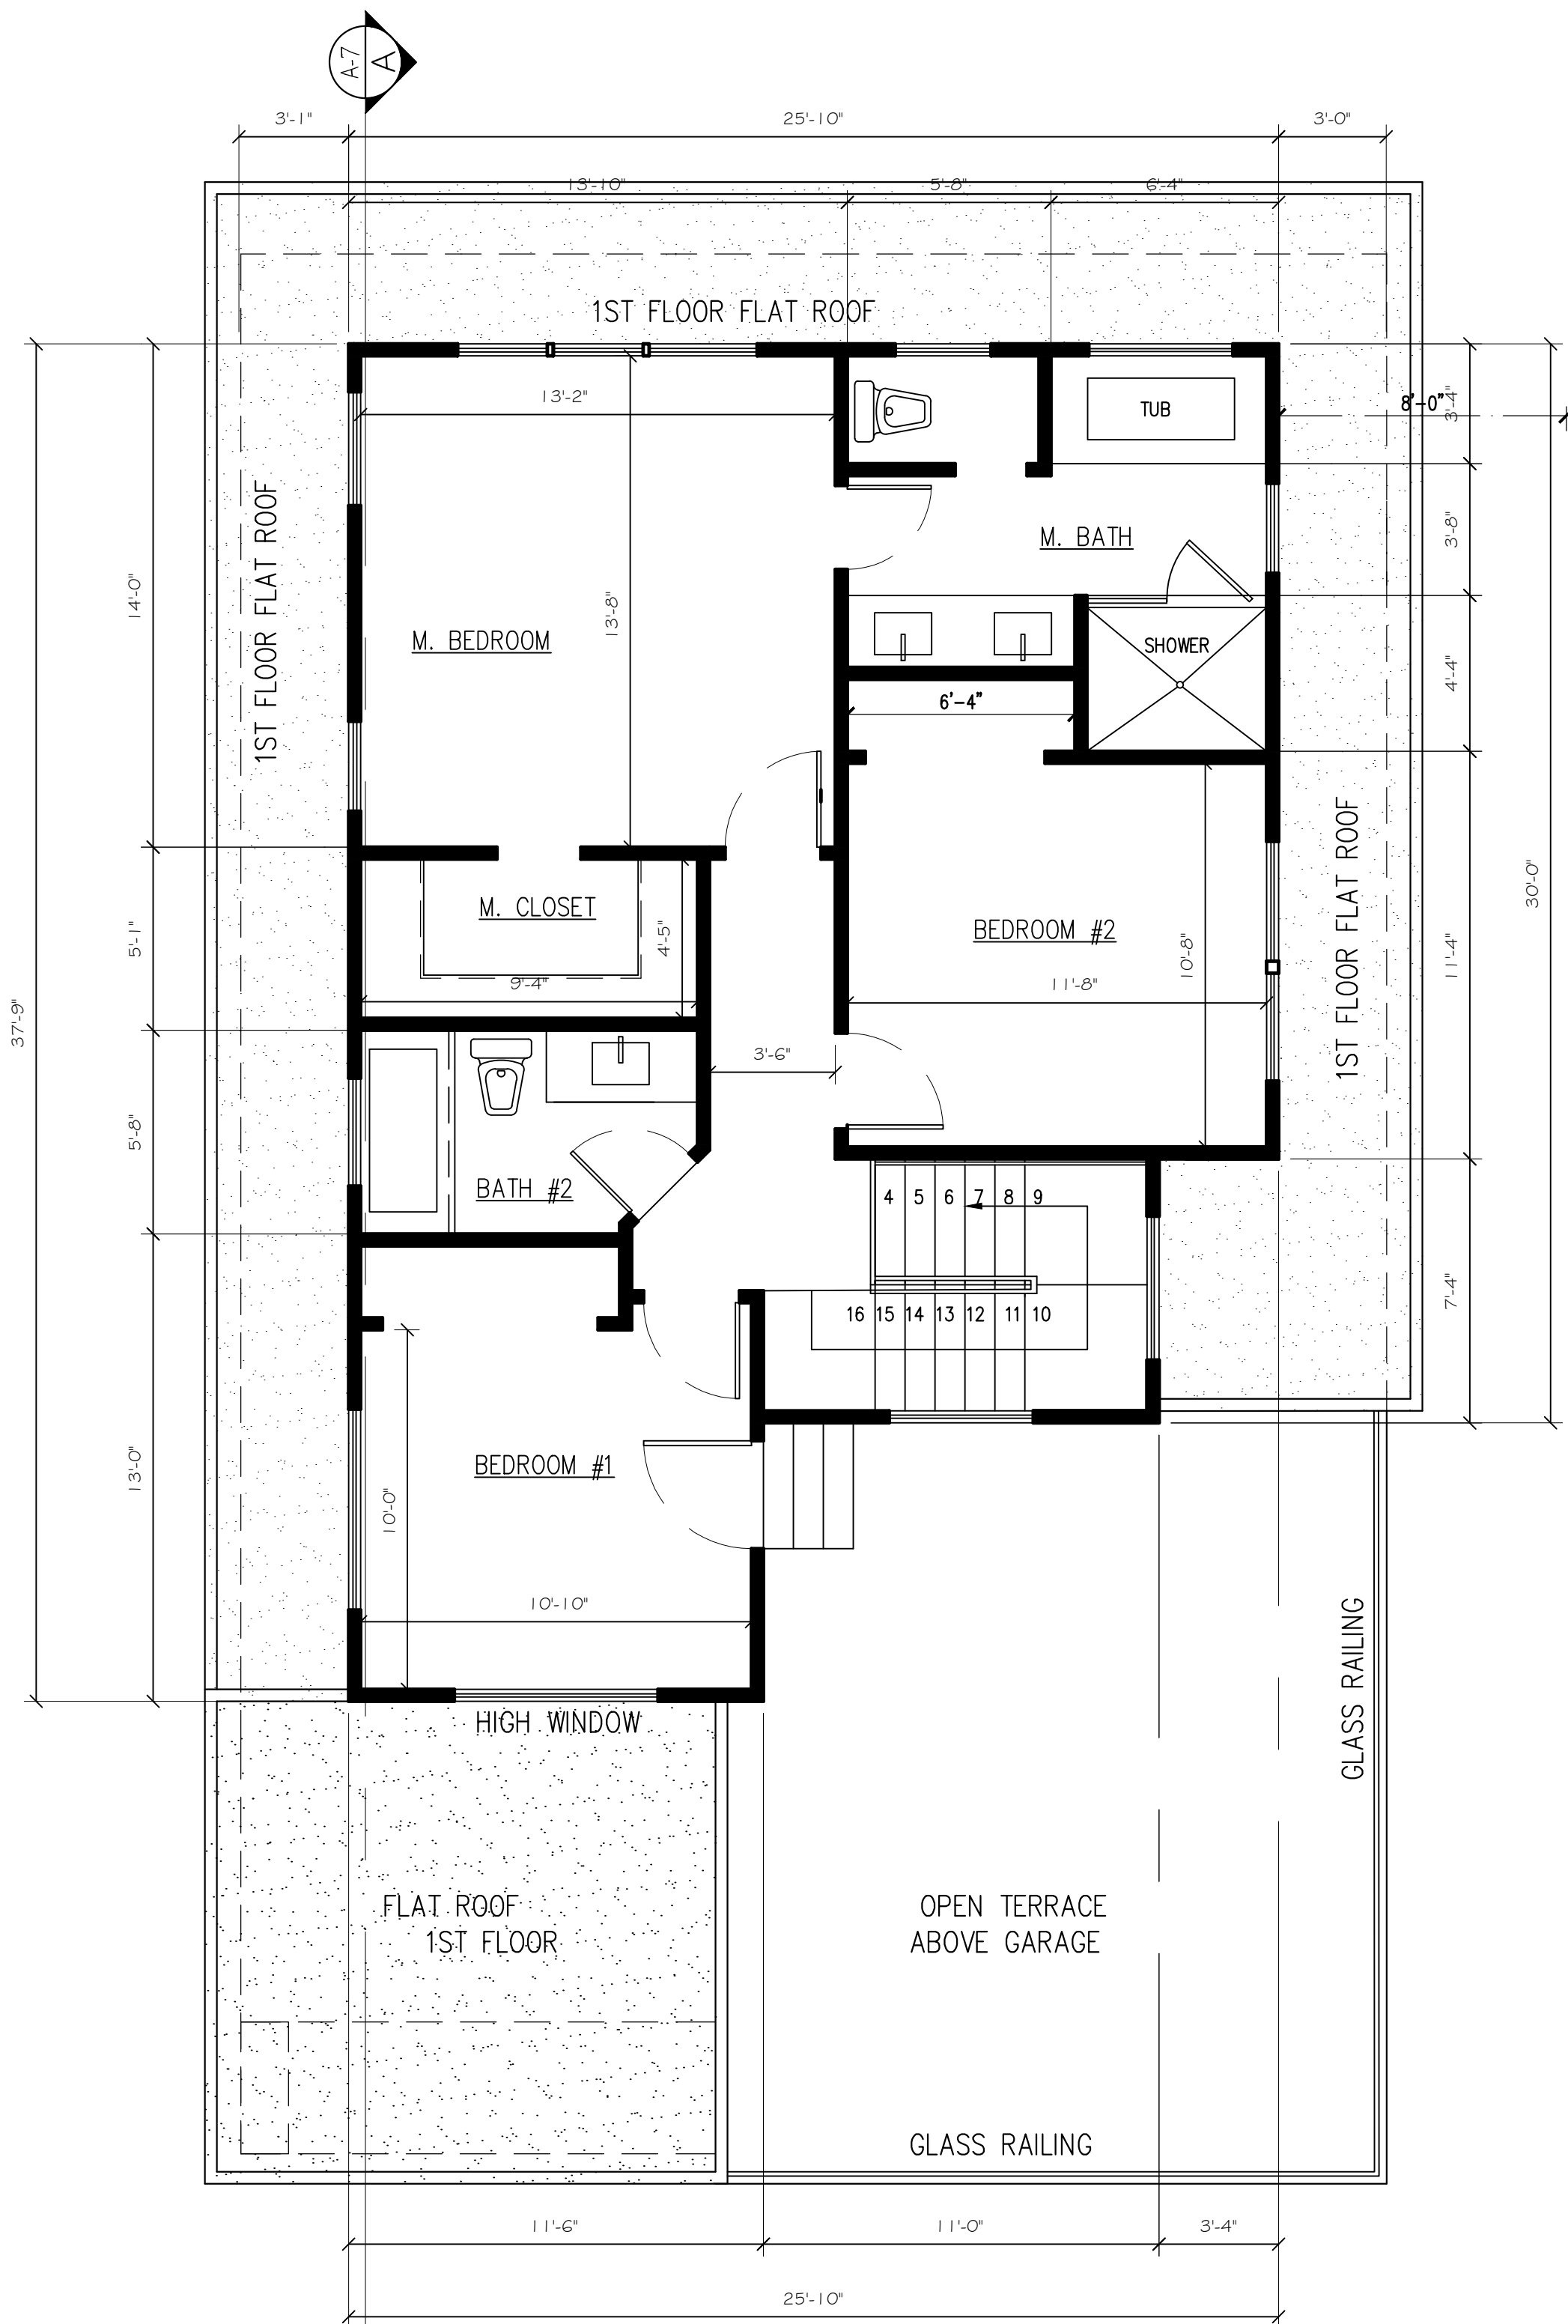 A-7
A
3'-1"
25'-10"
3'-0"
13'-10"
5'-8"
6'-4"
1ST FLOOR FLAT ROOF
13'-2"
TUB
8'-0"
3'-4"
1ST FLOOR FLAT ROOF
M. BATH
3'-8"
14'-0"
13'-8"
M. BEDROOM
SHOWER
4'-4"
6'-4"
30'-0"
M. CLOSET
4'-5"
BEDROOM #2
10'-8"
1ST FLOOR FLAT ROOF
11'-4"
5'-1"
9'-4"
11'-8"
37'-9"
3'-6"
5'-8"
BATH #2
4 5 6 7 8 9
7'-4"
16 15 14 13 12 11 10
13'-0"
BEDROOM #1
10'-0"
10'-10"
GLASS RAILING
HIGH WINDOW
FLAT ROOF
1ST FLOOR
OPEN TERRACE
ABOVE GARAGE
GLASS RAILING
11'-6"
11'-0"
3'-4"
25'-10"